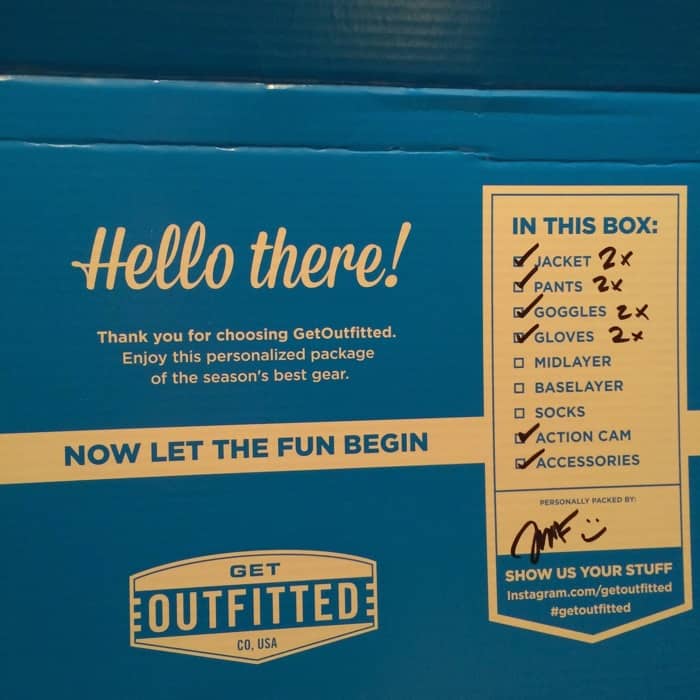 Hello there!
Thank you for choosing GetOutfitted.
Enjoy this personalized package
of the season's best gear.
NOW LET THE FUN BEGIN
GET
OUTFITTED
CO, USA
IN THIS BOX:
JACKET 2x
PANTS 2x
GOGGLES 2x
GLOVES 2x
MIDLAYER
BASELAYER
SOCKS
ACTION CAM
ACCESSORIES
PERSONALLY PACKED BY:
SHOW US YOUR STUFF
Instagram.com/getoutfitted
#getoutfitted